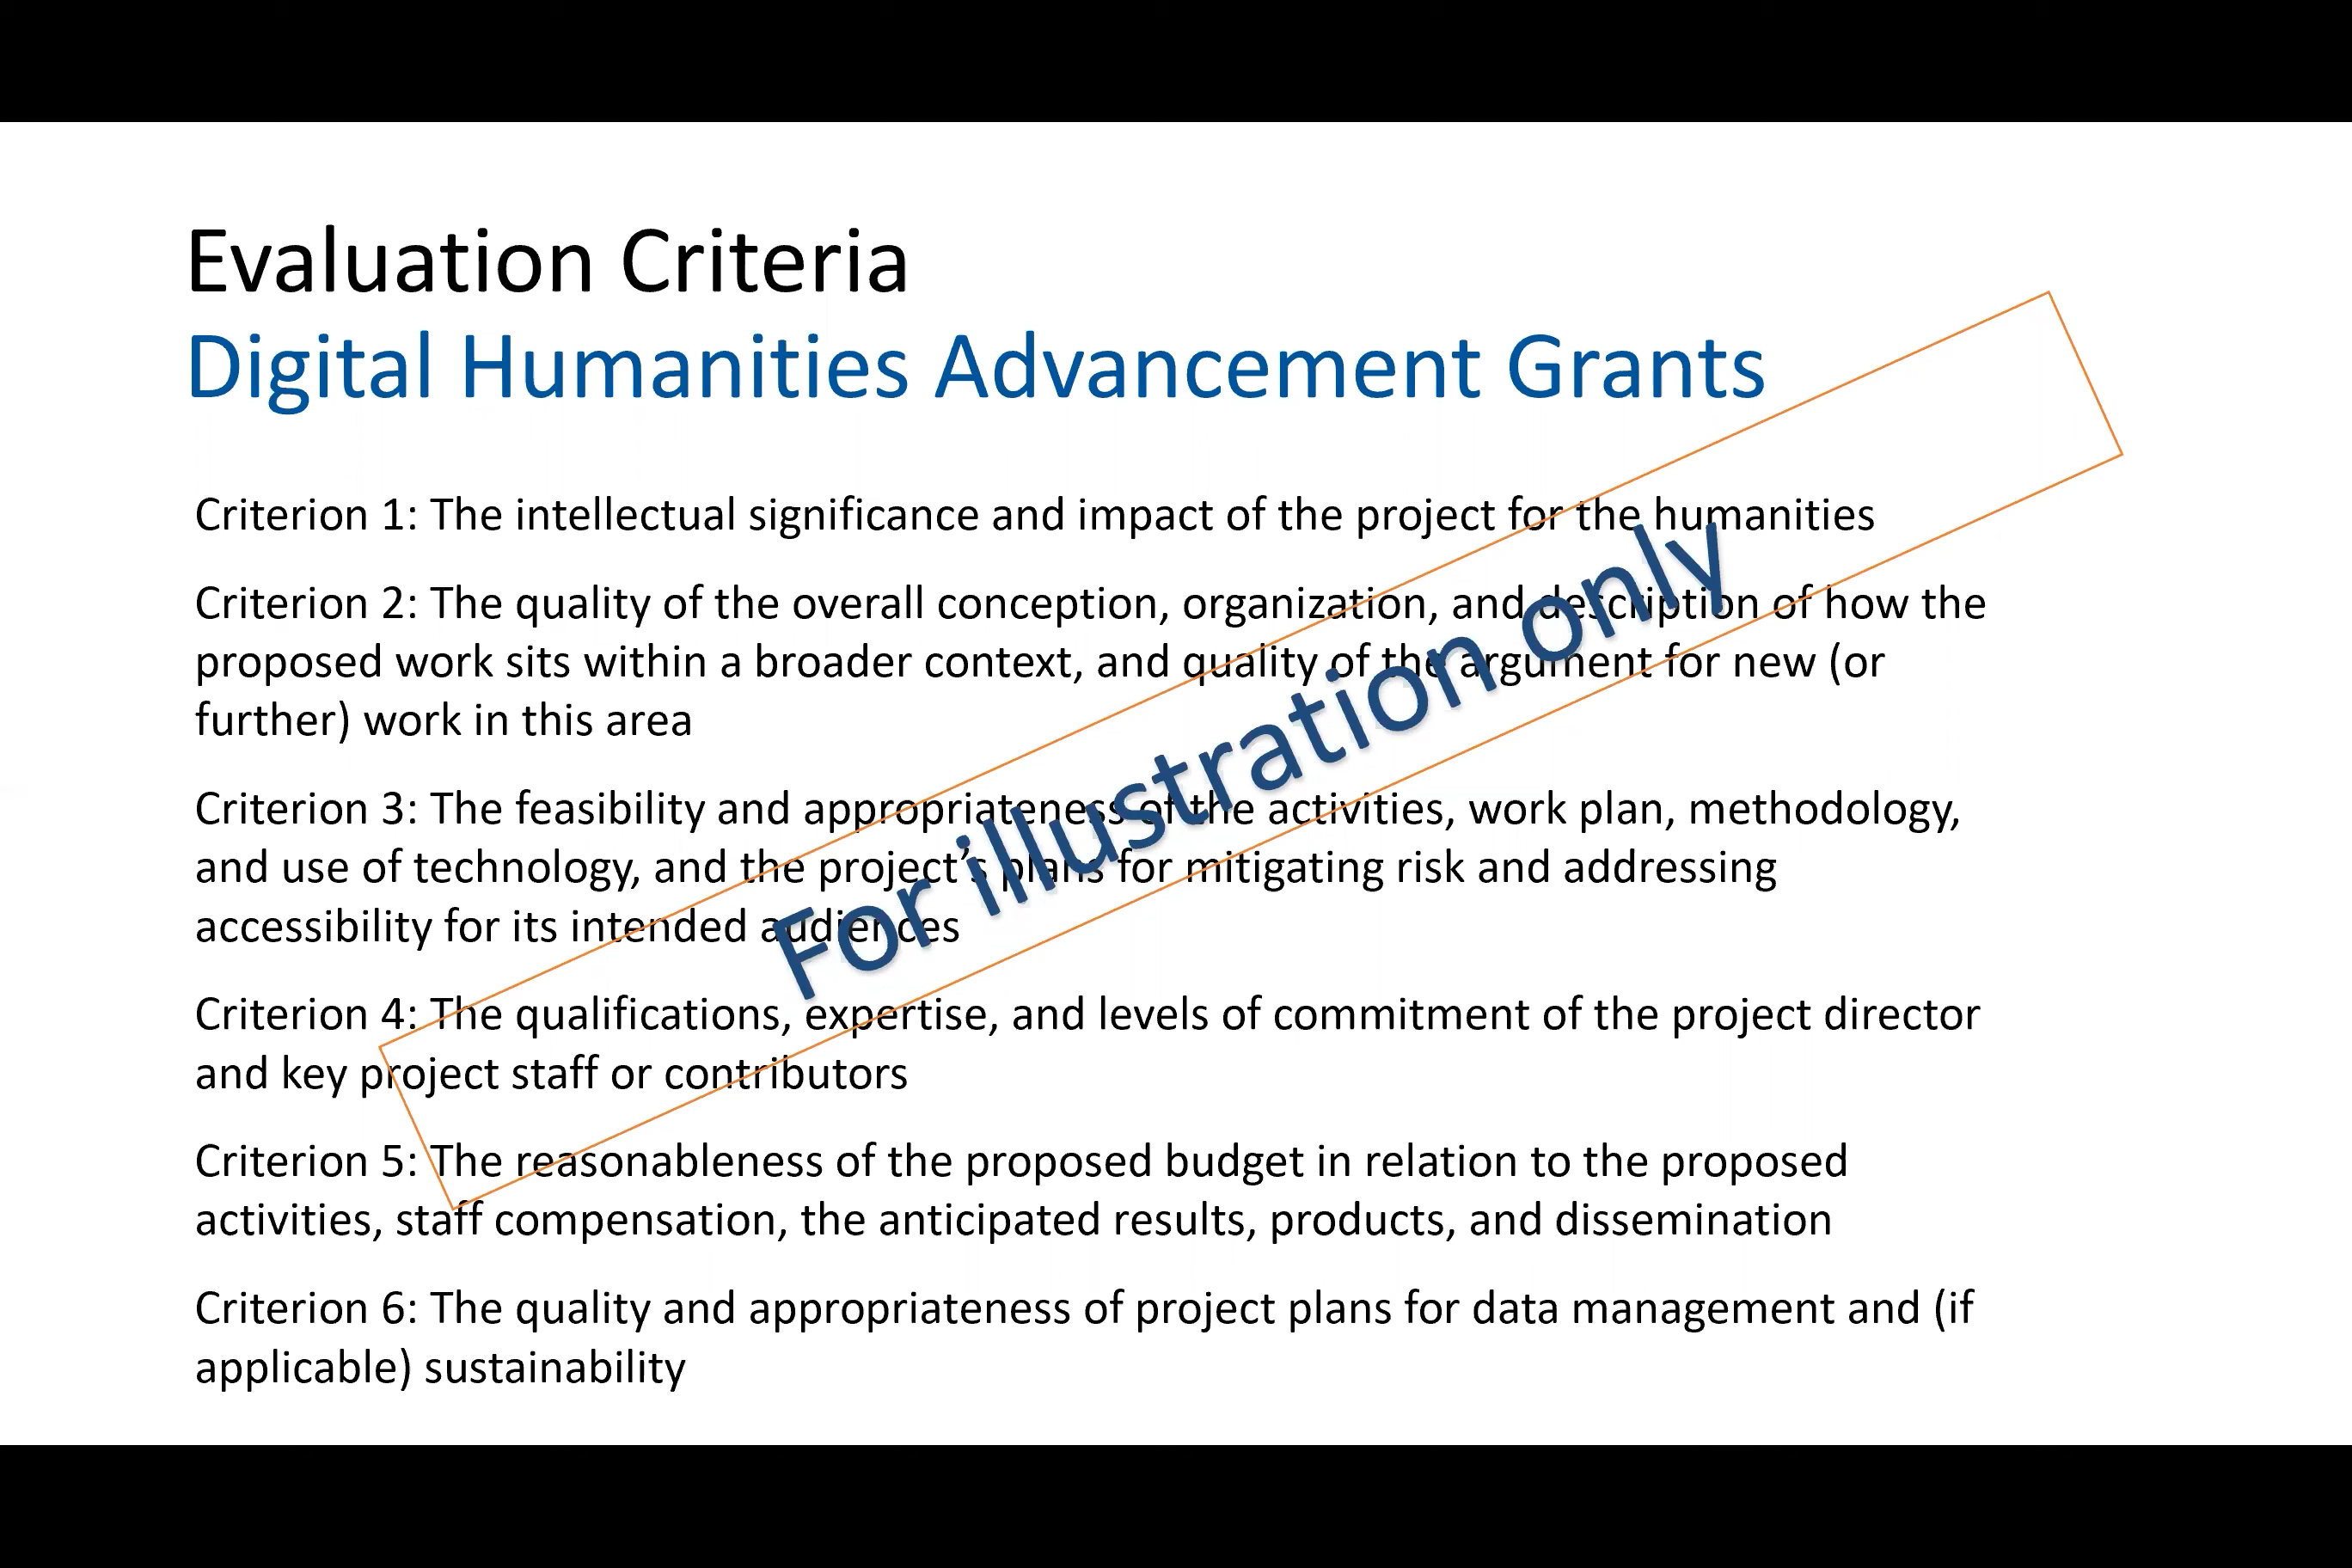 Evaluation Criteria
Digital Humanities Advancement Grants
Criterion 1: The intellectual significance and impact of the project for the humanities
Criterion 2: The quality of the overall conception, organization, and description of how the
proposed work sits within a broader context, and quality of the argument for new (or
further) work in this area
Criterion 3: The feasibility and appropriateness of the activities, work plan, methodology,
and use of technology, and the project’s plans for mitigating risk and addressing
accessibility for its intended audiences
Criterion 4: The qualifications, expertise, and levels of commitment of the project director
and key project staff or contributors
Criterion 5: The reasonableness of the proposed budget in relation to the proposed
activities, staff compensation, the anticipated results, products, and dissemination
Criterion 6: The quality and appropriateness of project plans for data management and (if
applicable) sustainability
For illustration only